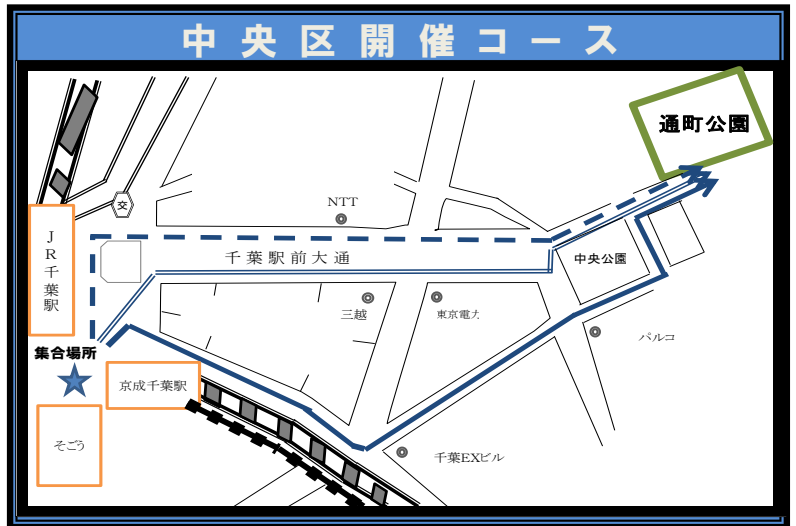 中央区開催コース
通町公園
交
NTT
JR千葉駅
千葉駅前大通
中央公園
三越
東京電力
パルコ
集合場所
京成千葉駅
そごう
千葉EXビル